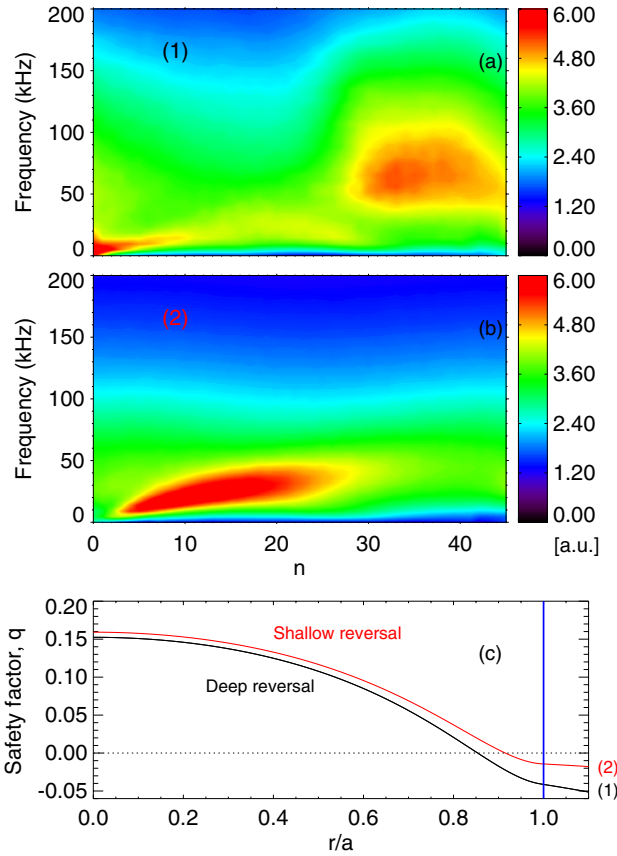 200
(1)
(a)
6.00
150
4.80
100
3.60
50
2.40
0
1.20
0.00
Frequency (kHz)
200
(2)
(b)
6.00
150
4.80
100
3.60
50
2.40
0
1.20
0.00
Frequency (kHz)
0 10 20 30 40
[a.u.]
n
0.20
Shallow reversal
(c)
0.15
Deep reversal
0.10
0.05
0.00
(2)
-0.05
(1)
Safety factor, q
0.0 0.2 0.4 0.6 0.8 1.0
r/a